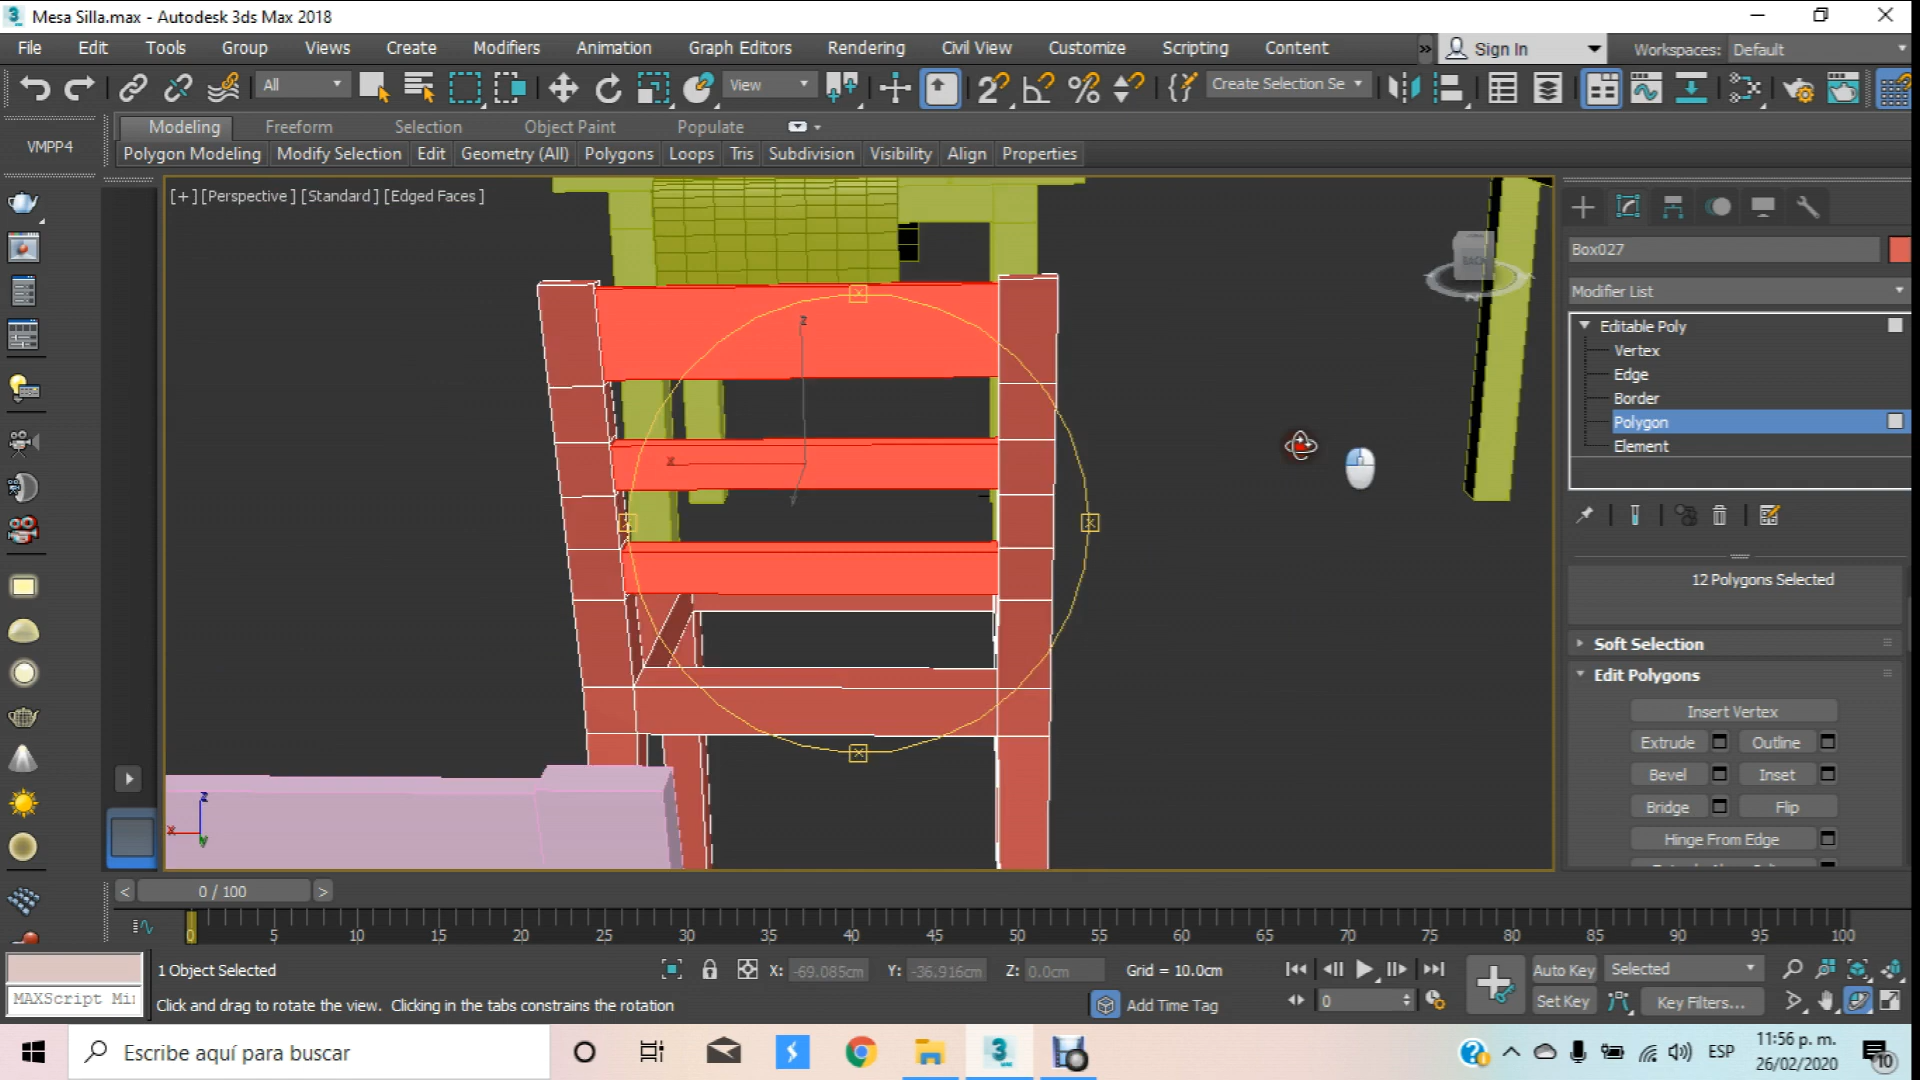 Mesa Silla.max - Autodesk 3ds Max 2018
File Edit Tools Group Views Create Modifiers Animation Graph Editors Rendering Civil View Customize Scripting Content » Sign In Workspaces: Default
All View Create Selection Se
Modeling Freeform Selection Object Paint Populate
VMPP4
Polygon Modeling Modify Selection Edit Geometry (All) Polygons Loops Tris Subdivision Visibility Align Properties
[+] [Perspective] [Standard] [Edged Faces]
BACK
Box027
Modifier List
Editable Poly
Vertex
Edge
Border
Polygon
Element
12 Polygons Selected
Soft Selection
Edit Polygons
Insert Vertex
Extrude Outline
Bevel Inset
Bridge Flip
Hinge From Edge
z
x
z
x
y
< 0 / 100 >
0 5 10 15 20 25 30 35 40 45 50 55 60 65 70 75 80 85 90 95 100
1 Object Selected X: -69.085cm Y: -36.916cm Z: 0.0cm Grid = 10.0cm Auto Key Selected
MAXScript Mi Click and drag to rotate the view. Clicking in the tabs constrains the rotation Add Time Tag 0 Set Key Key Filters...
Escribe aquí para buscar
ESP
11:56 p. m.
26/02/2020
10